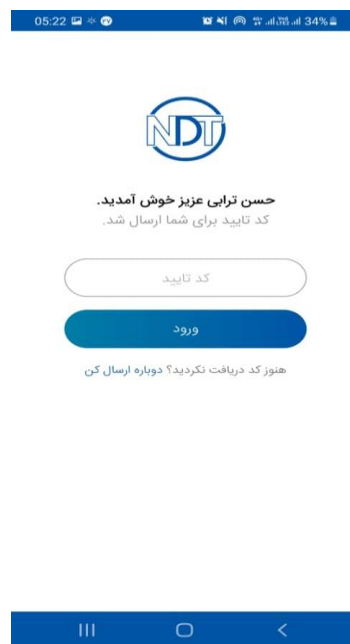 05:22 34%
NDT
حسن ترابی عزیز خوش آمدید.
کد تایید برای شما ارسال شد.
کد تایید
ورود
هنوز کد دریافت نکردید؟ دوباره ارسال کن